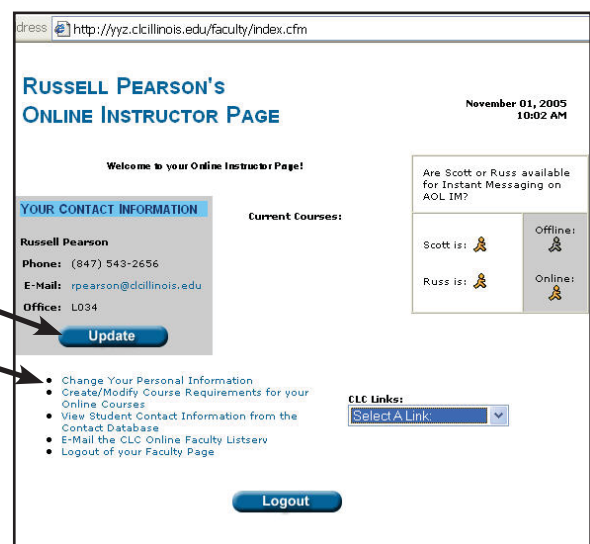 dress http://yyz.clcillinois.edu/faculty/index.cfm
RUSSELL PEARSON'S
ONLINE INSTRUCTOR PAGE
November 01, 2005
10:02 AM
Welcome to your Online Instructor Page!
YOUR CONTACT INFORMATION
Russell Pearson
Phone: (847) 543-2656
E-Mail: rpearson@clcillinois.edu
Office: L034
Update
Current Courses:
Are Scott or Russ available
for Instant Messaging on
AOL IM?
Scott is:
Offline:
Russ is:
Online:
• Change Your Personal Information
• Create/Modify Course Requirements for your
Online Courses
• View Student Contact Information from the
Contact Database
• E-Mail the CLC Online Faculty Listserv
• Logout of your Faculty Page
CLC Links:
Select A Link:
Logout